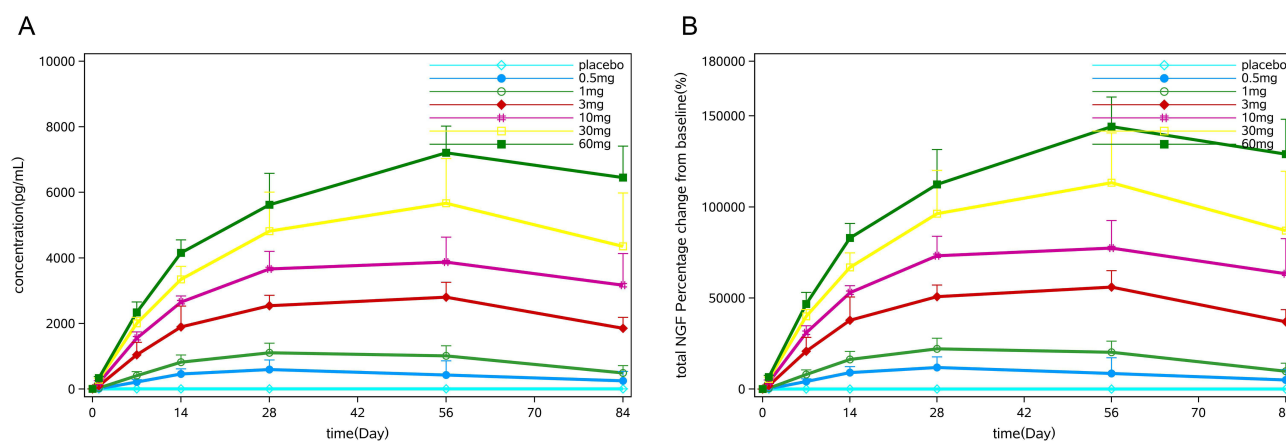 A
10000
8000
6000
4000
2000
0
concentration(pg/mL)
0 14 28 42 56 70 84
time(Day)
placebo
0.5mg
1mg
3mg
10mg
30mg
60mg
B
180000
150000
100000
50000
0
total NGF Percentage change from baseline(%)
0 14 28 42 56 70 8
time(Day)
placebo
0.5mg
1mg
3mg
10mg
30mg
60mg